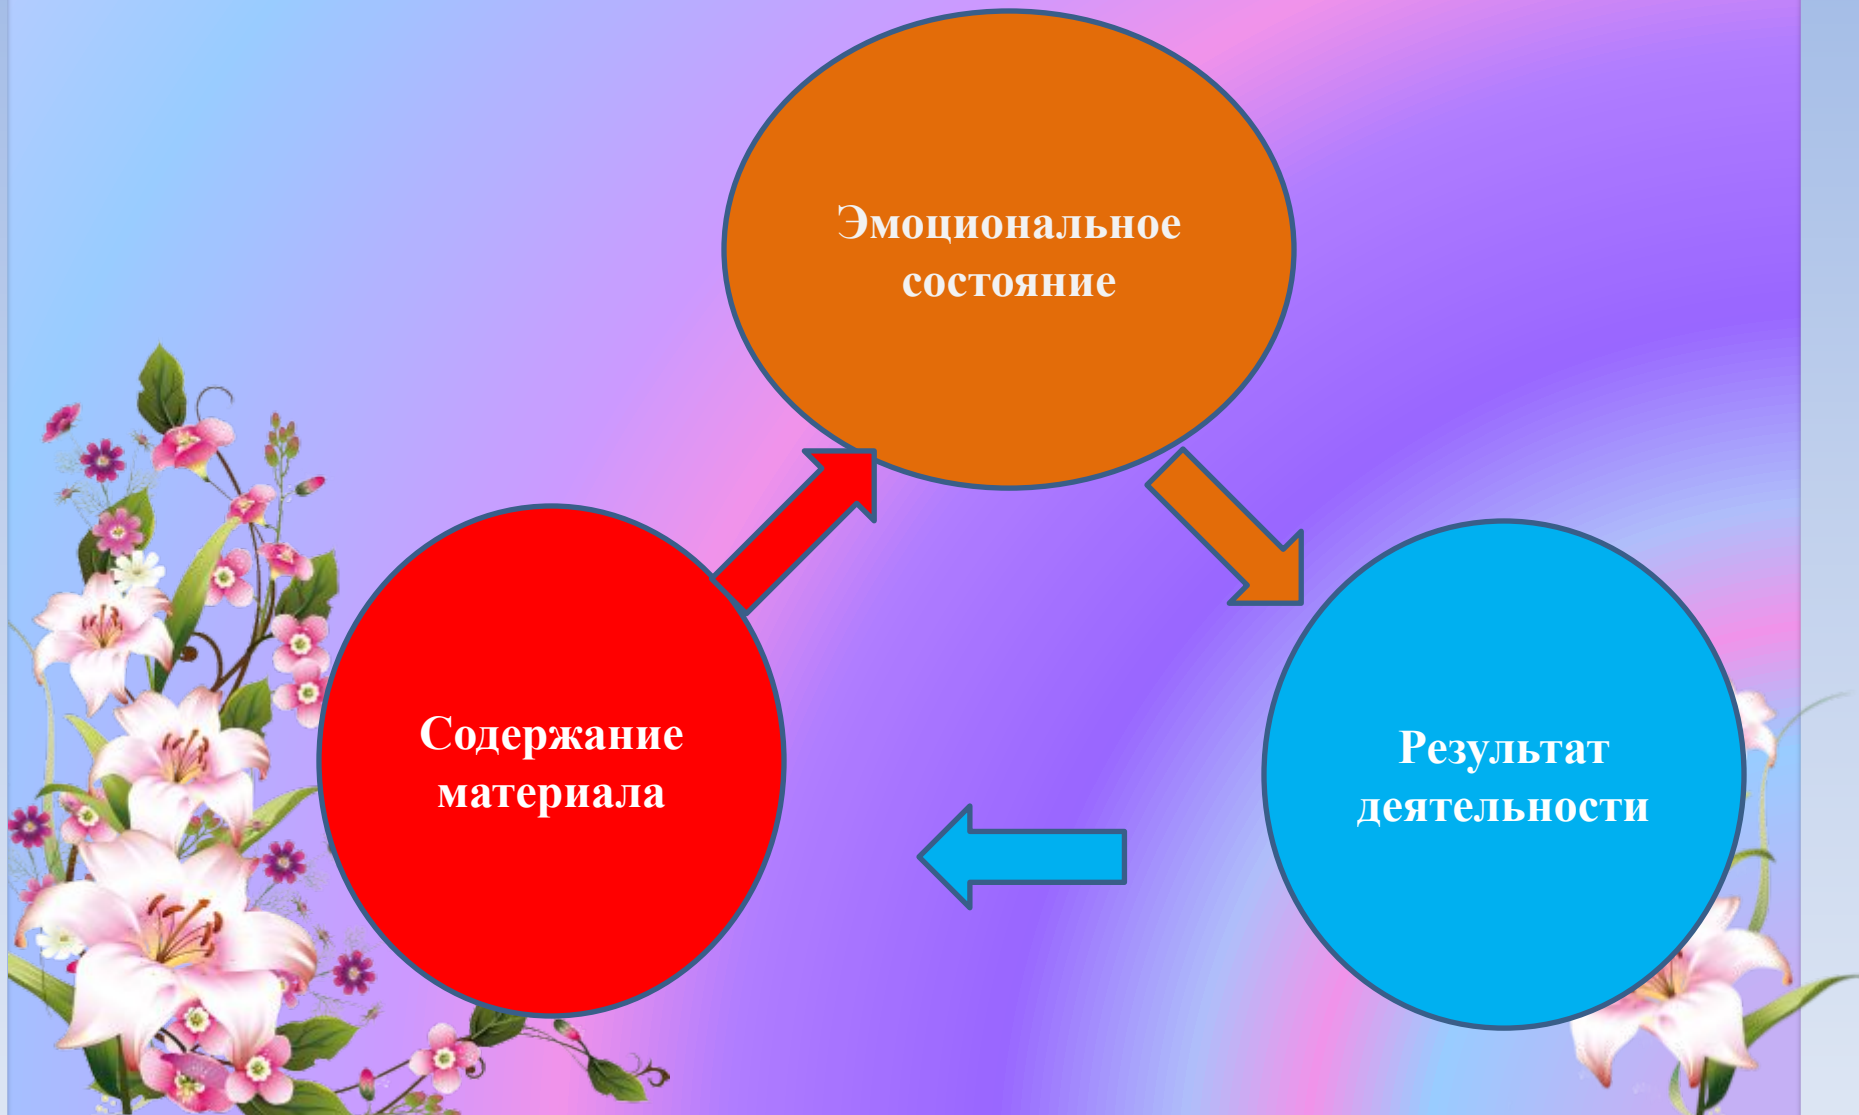 Эмоциональное
состояние
Содержание
материала
Результат
деятельности